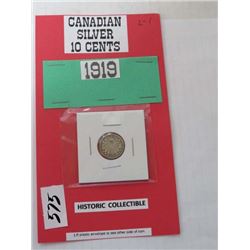 CANADIAN
SILVER
10 CENTS
1919
575
HISTORIC COLLECTIBLE